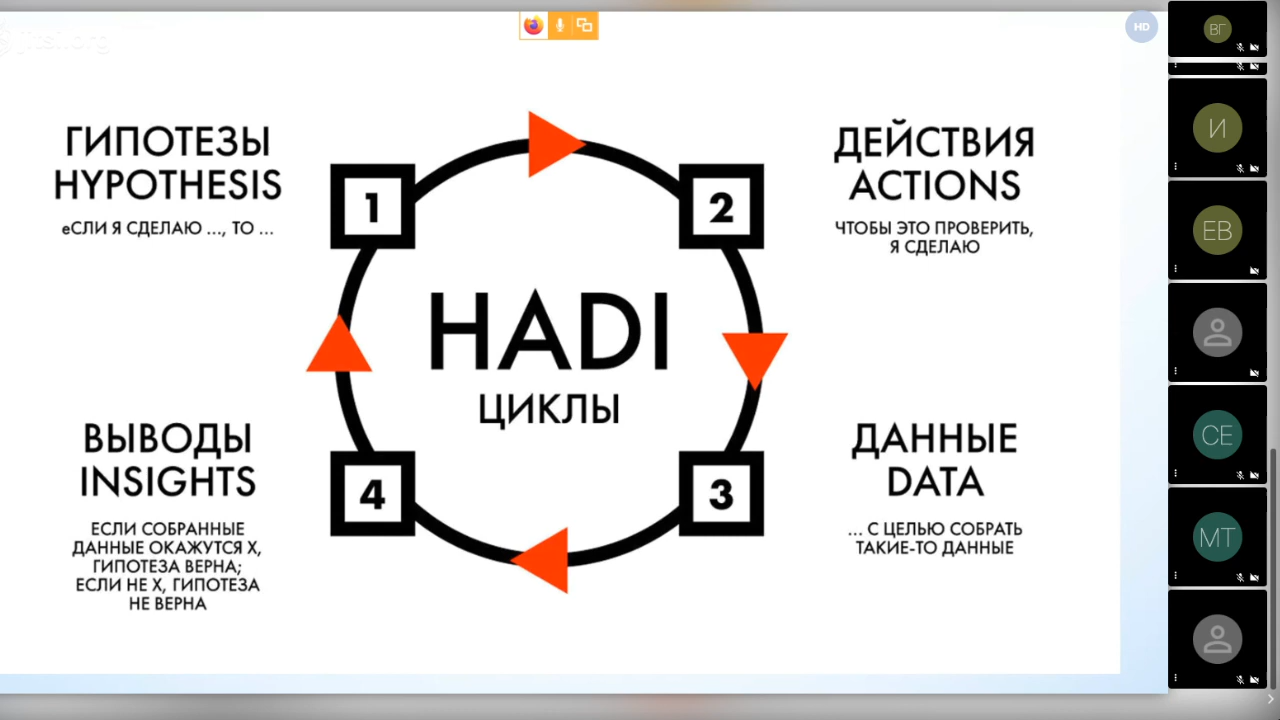 ГИПОТЕЗЫ
HYPOTHESIS
еСЛИ Я СДЕЛАЮ ..., ТО ...
1
2
ДЕЙСТВИЯ
ACTIONS
ЧТОБЫ ЭТО ПРОВЕРИТЬ,
Я СДЕЛАЮ
HADI
ЦИКЛЫ
ВЫВОДЫ
INSIGHTS
ЕСЛИ СОБРАННЫЕ
ДАННЫЕ ОКАЖУТСЯ Х,
ГИПОТЕЗА ВЕРНА;
ЕСЛИ НЕ Х, ГИПОТЕЗА
НЕ ВЕРНА
4
3
ДАННЫЕ
DATA
... С ЦЕЛЬЮ СОБРАТЬ
ТАКИЕ-ТО ДАННЫЕ
HD
ВГ
И
ЕВ
СЕ
МТ